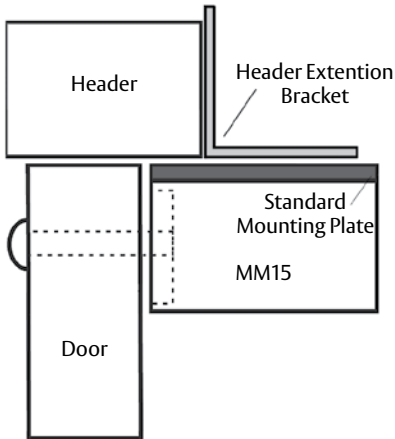 Header
Header Extention
Bracket
Standard
Mounting Plate
MM15
Door